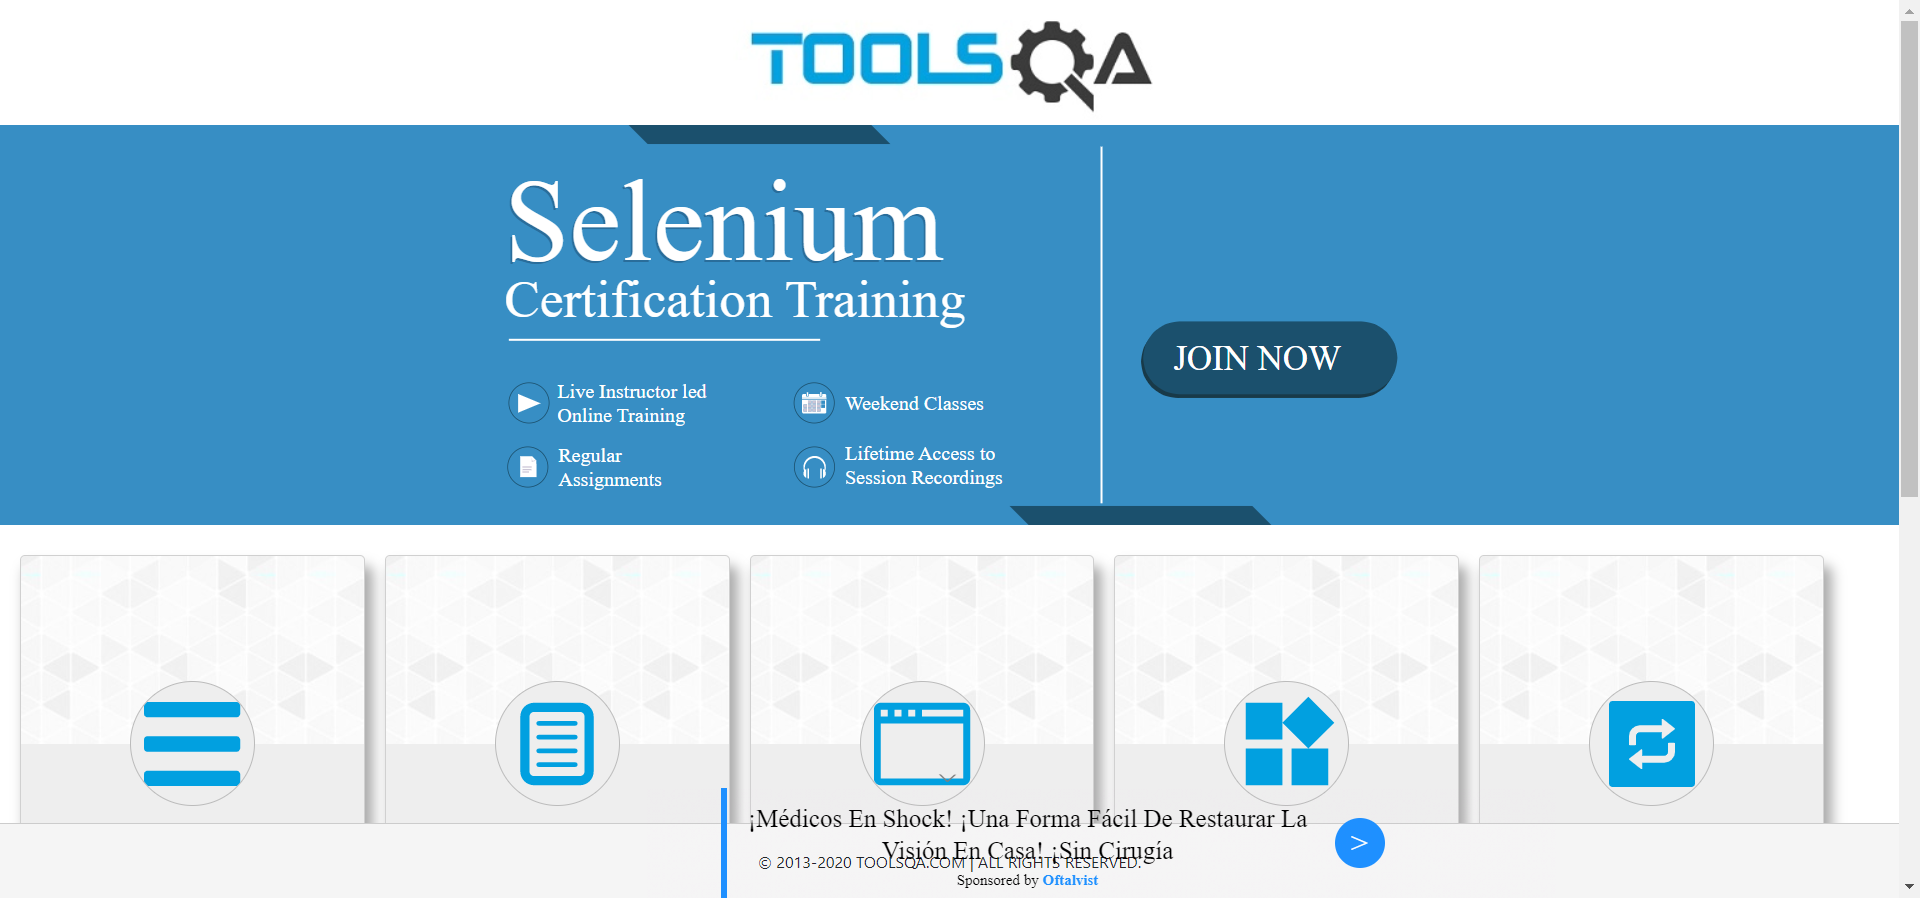 TOOLSQA
Selenium
Certification Training
Live Instructor led
Online Training
Weekend Classes
Regular
Assignments
Lifetime Access to
Session Recordings
JOIN NOW
¡Médicos En Shock! ¡Una Forma Fácil De Restaurar La
Visión En Casa! ¡Sin Cirugía
>
© 2013-2020 TOOLSQA.COM | ALL RIGHTS RESERVED.
Sponsored by Oftalvist